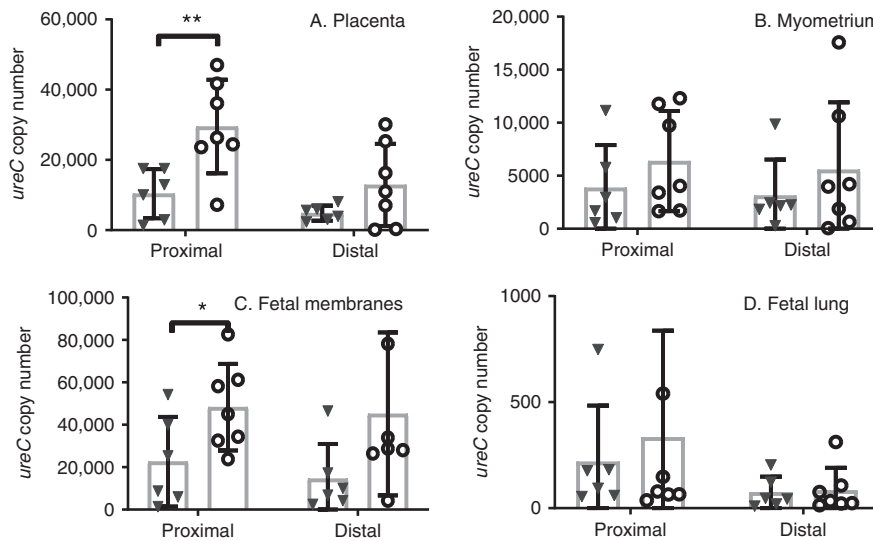 A. Placenta
ureC copy number
60,000
40,000
20,000
0
**
Proximal
Distal
B. Myometrium
ureC copy number
20,000
15,000
10,000
5000
0
Proximal
Distal
C. Fetal membranes
ureC copy number
100,000
80,000
60,000
40,000
20,000
0
*
Proximal
Distal
D. Fetal lung
ureC copy number
1000
500
0
Proximal
Distal